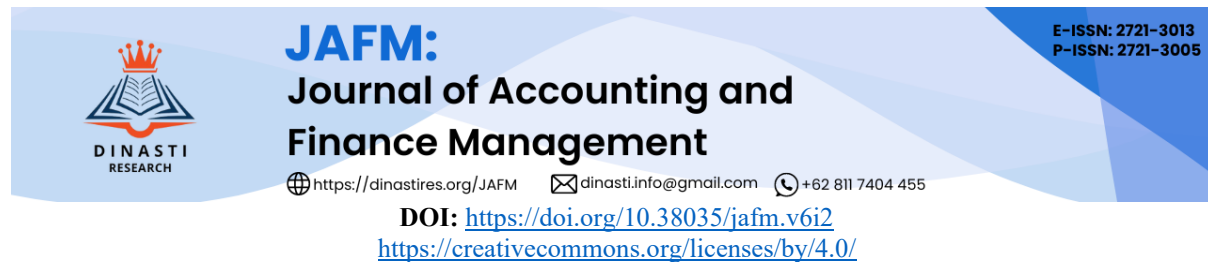 JAFM:
Journal of Accounting and
Finance Management
E-ISSN: 2721-3013
P-ISSN: 2721-3005
DINASTI
RESEARCH
https://dinastires.org/JAFM dinasti.info@gmail.com +62 811 7404 455
DOI: https://doi.org/10.38035/jafm.v6i2
https://creativecommons.org/licenses/by/4.0/